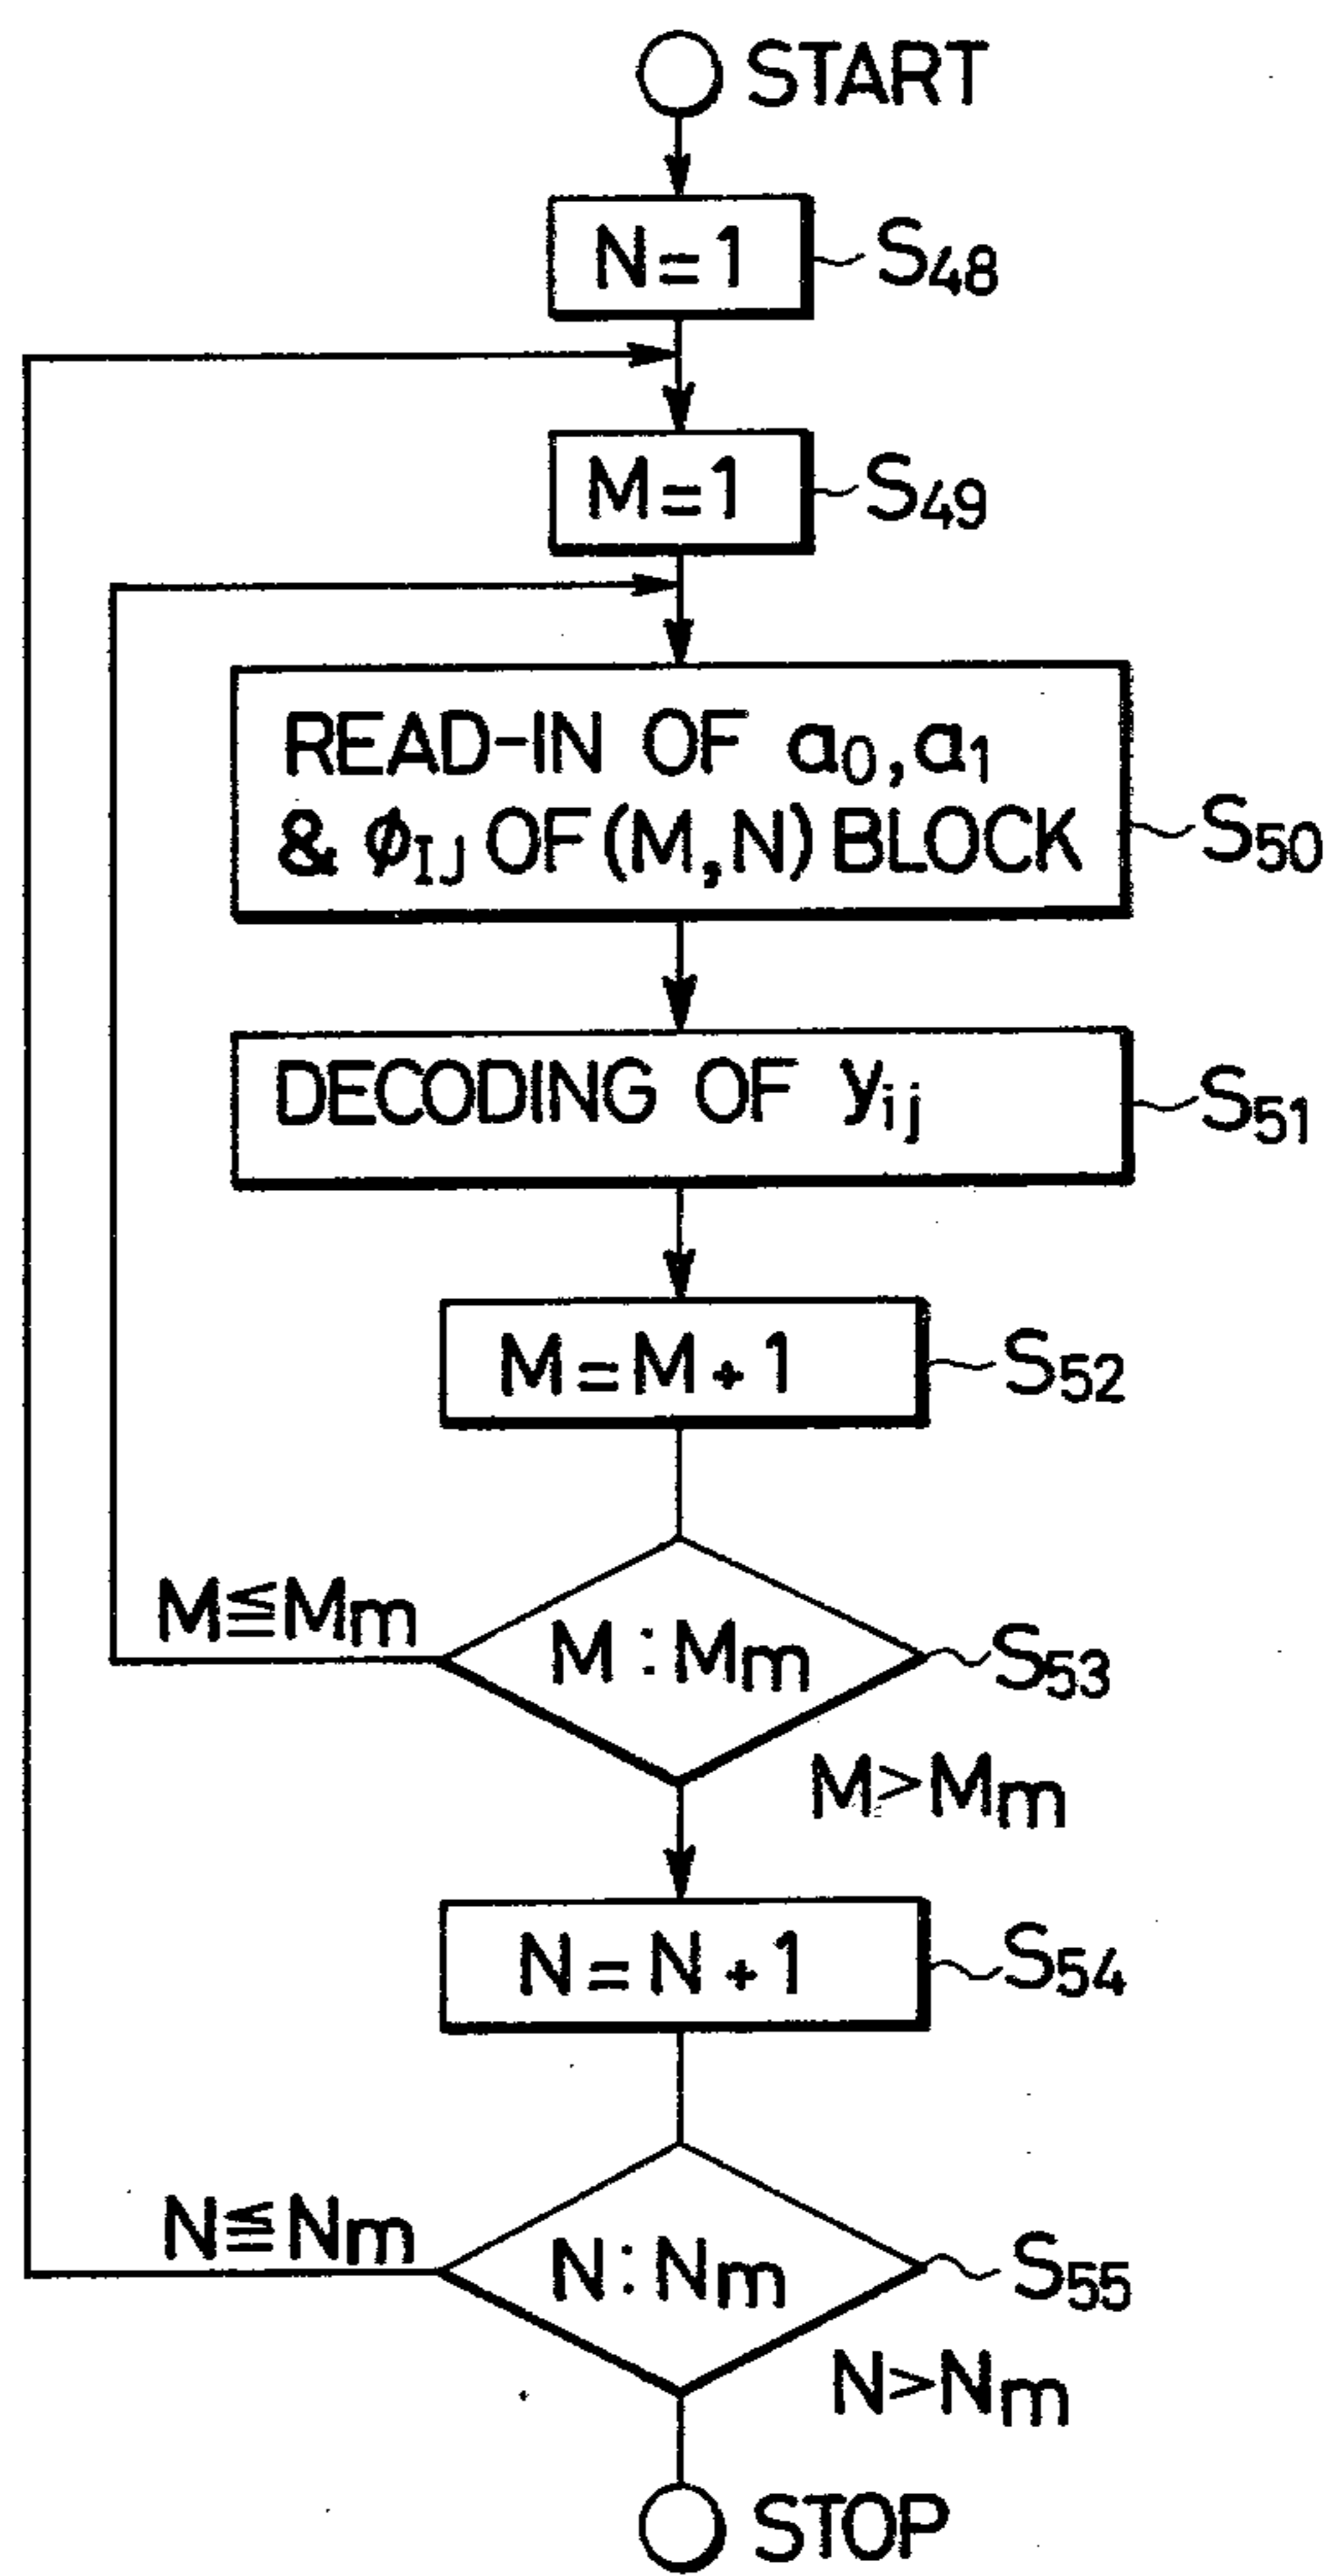 START
N=1 S48
M=1 S49
READ-IN OF a0, a1
& ϕIJ OF (M,N) BLOCK S50
DECODING OF yij S51
M=M+1 S52
M≦Mm M:Mm S53
M>Mm
N=N+1 S54
N≦Nm N:Nm S55
N>Nm
STOP